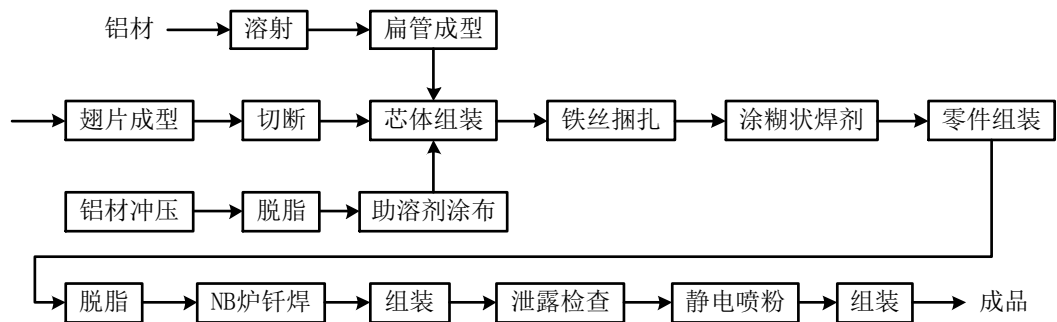 铝材 溶射 扁管成型
翅片成型 切断 芯体组装 铁丝捆扎 涂糊状焊剂 零件组装
铝材冲压 脱脂 助溶剂涂布
脱脂 NB炉钎焊 组装 泄露检查 静电喷粉 组装 成品